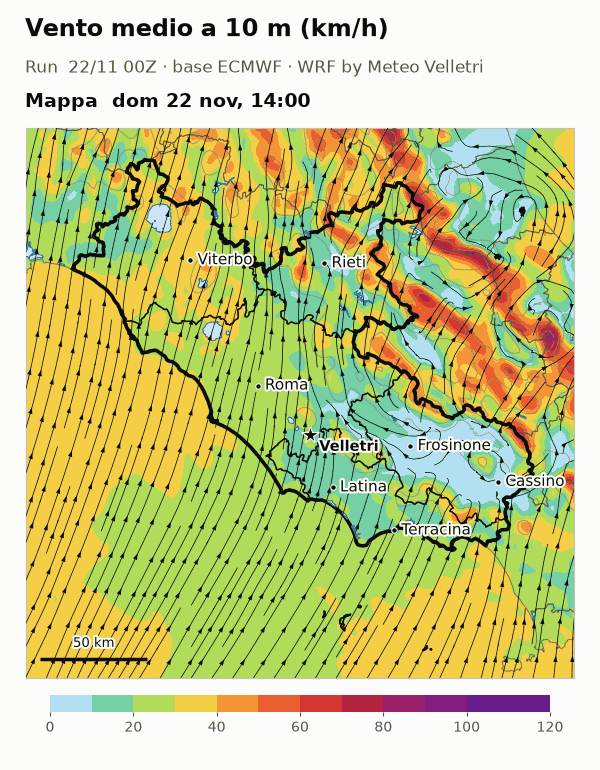 Vento medio a 10 m (km/h)
Run  22/11 00Z · base ECMWF · WRF by Meteo Velletri
Mappa  dom 22 nov, 14:00
Viterbo
Rieti
Roma
Velletri
Frosinone
Latina
Cassino
Terracina
50 km
0 20 40 60 80 100 120